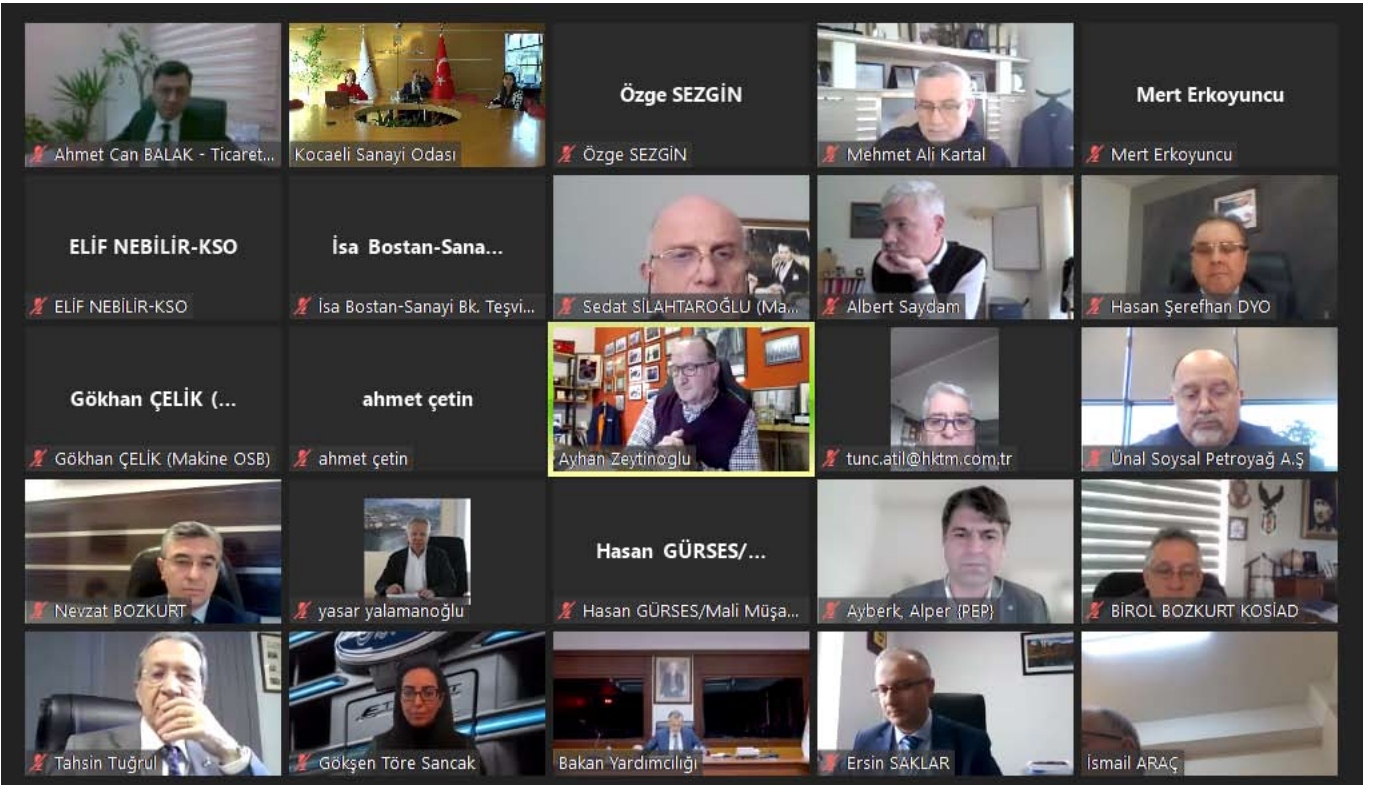 Ahmet Can BALAK - Ticaret...
Kocaeli Sanayi Odası
Özge SEZGİN
Özge SEZGİN
Mehmet Ali Kartal
Mert Erkoyuncu
Mert Erkoyuncu
ELİF NEBİLİR-KSO
ELİF NEBİLİR-KSO
İsa Bostan-Sana...
İsa Bostan-Sanayi Bk. Teşvi...
Sedat SİLAHTAROĞLU (Ma...
Albert Saydam
Hasan Şerefhan DYO
Gökhan ÇELİK (...
Gökhan ÇELİK (Makine OSB)
ahmet çetin
ahmet çetin
Ayhan Zeytinoglu
tunc.atil@hktm.com.tr
Ünal Soysal Petroyağ A.Ş
Nevzat BOZKURT
yasar yalamanoğlu
Hasan GÜRSES/...
Hasan GÜRSES/Mali Müşa...
Ayberk, Alper {PEP}
BİROL BOZKURT KOSİAD
Tahsin Tuğrul
Gökşen Töre Sancak
Bakan Yardımcılığı
Ersin SAKLAR
İsmail ARAÇ